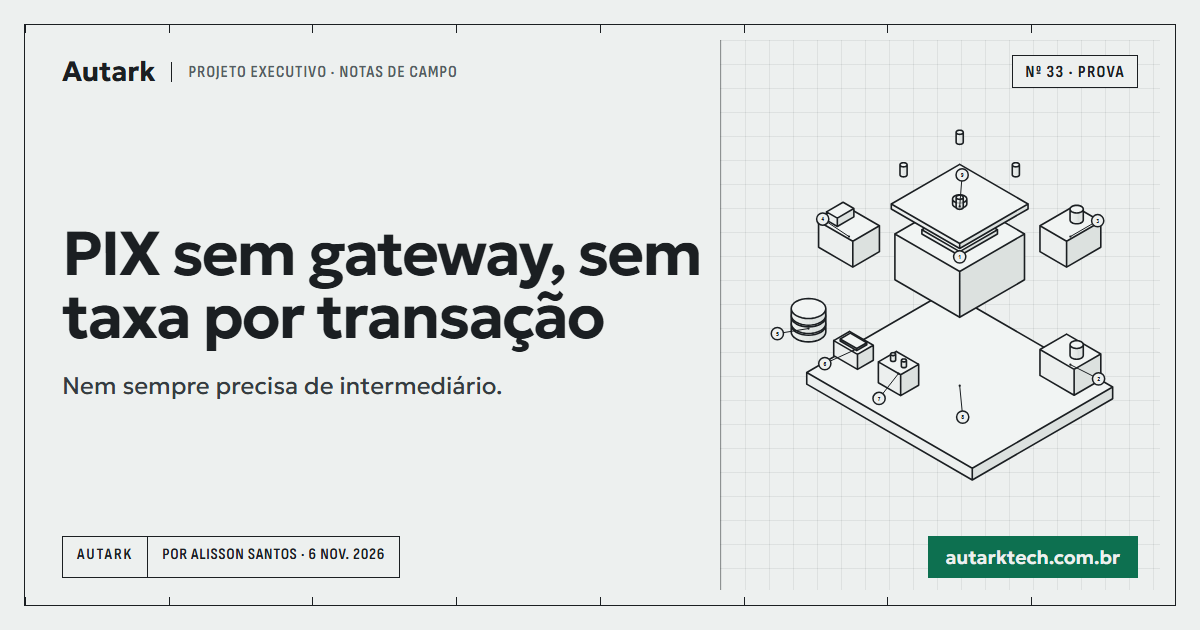 Autark
PROJETO EXECUTIVO · NOTAS DE CAMPO
Nº 33 · PROVA
PIX sem gateway, sem
taxa por transação
Nem sempre precisa de intermediário.
AUTARK
POR ALISSON SANTOS · 6 NOV. 2026
autarktech.com.br